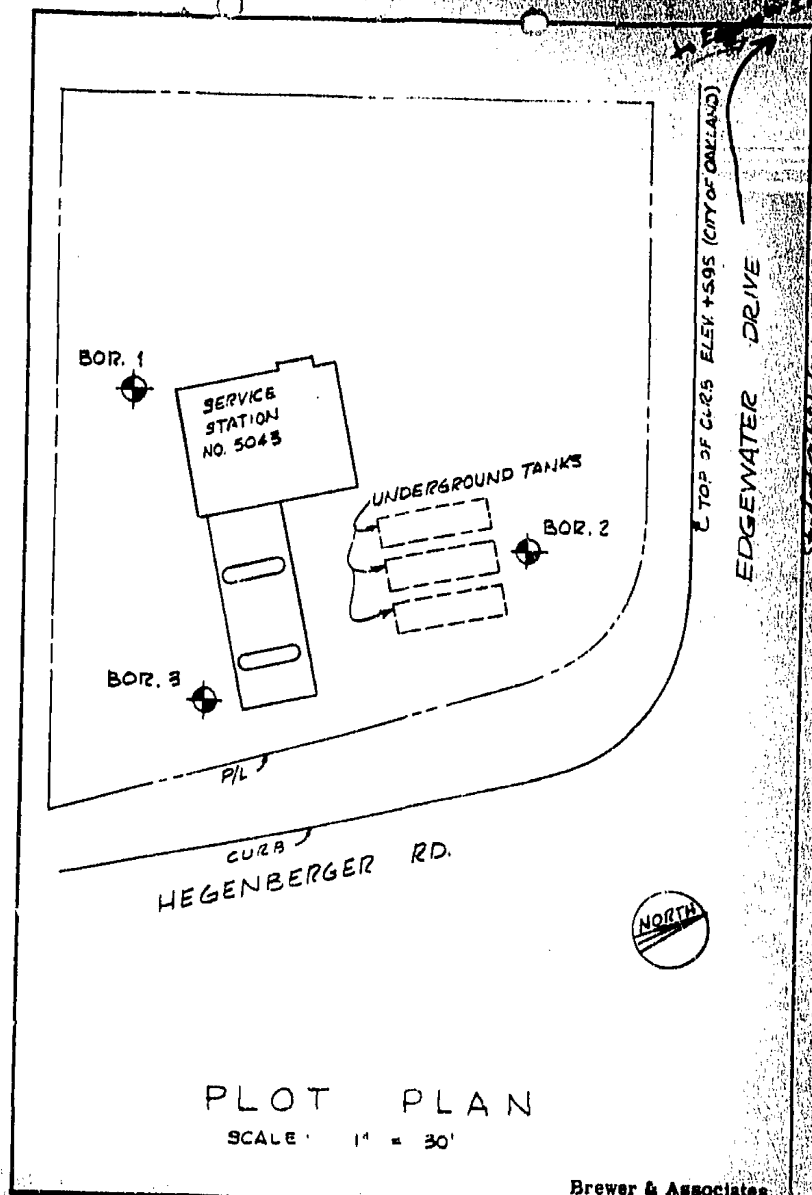 TOP OF CURB ELEV. +5.95 (CITY OF OAKLAND)
EDGEWATER DRIVE
BOR. 1
SERVICE
STATION
NO. 5043
UNDERGROUND TANKS
BOR. 2
BOR. 3
P/L
CURB
HEGENBERGER RD.
NORTH
PLOT PLAN
SCALE: 1" = 30'
Brewer & Associates